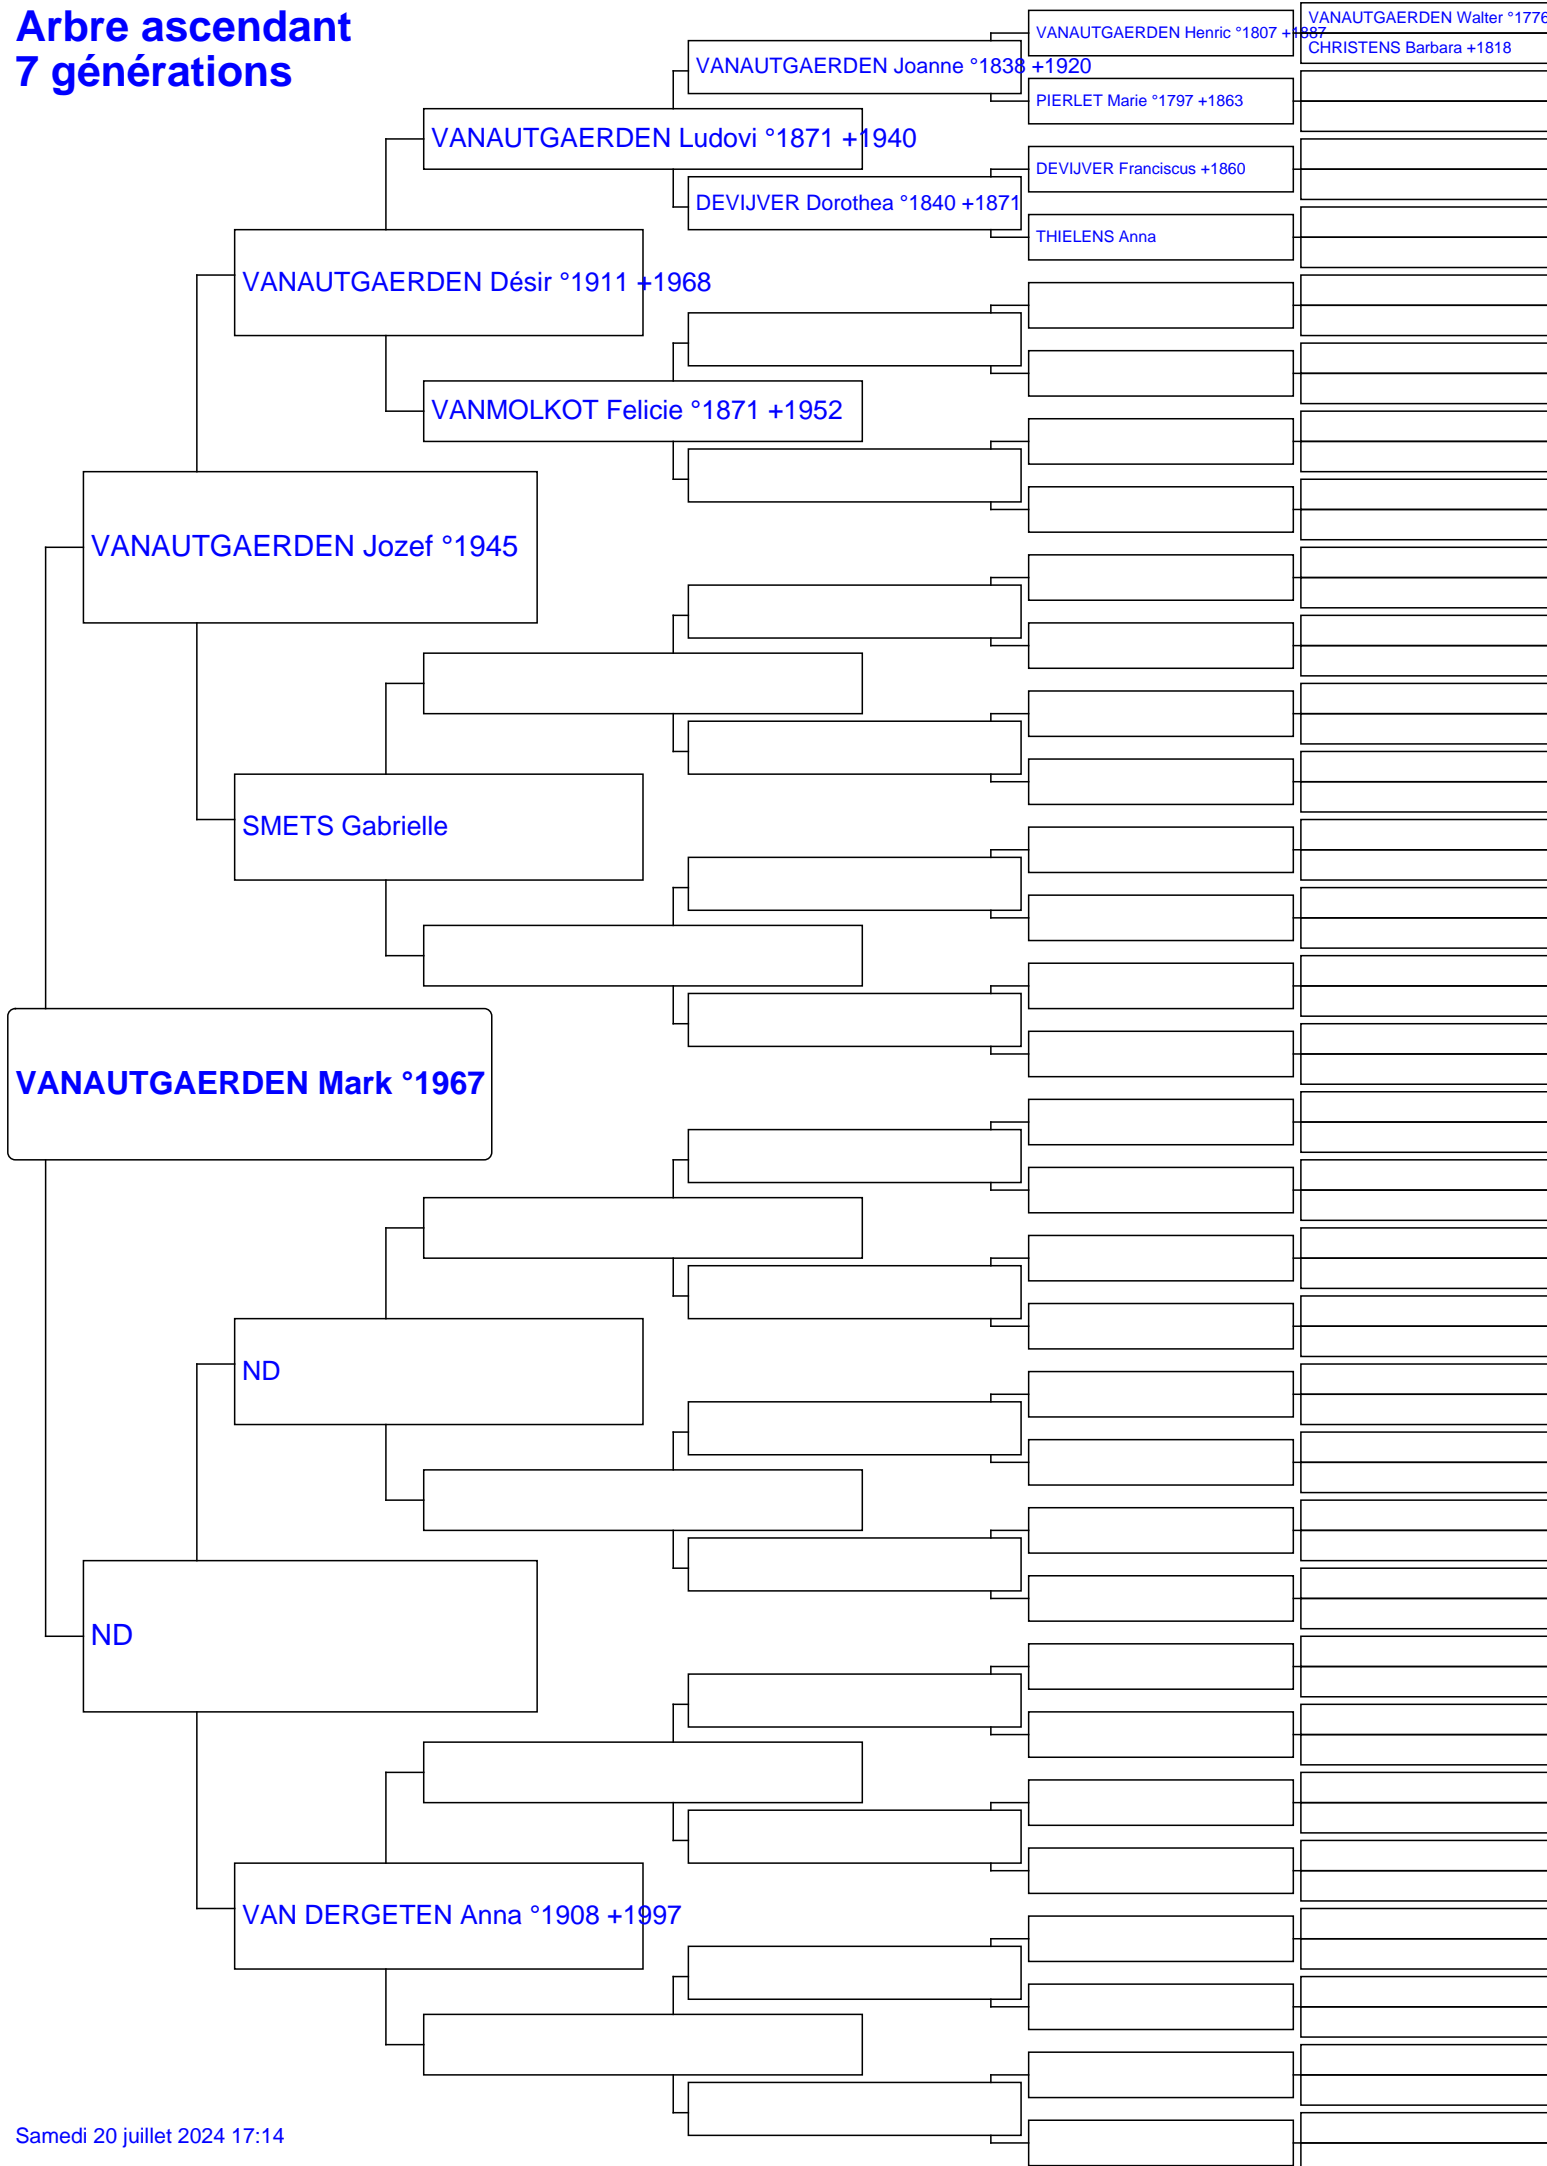 Arbre ascendant
7 générations
VANAUTGAERDEN Walter °1776
VANAUTGAERDEN Henric °1807 +1887
CHRISTENS Barbara +1818
VANAUTGAERDEN Joanne °1838 +1920
PIERLET Marie °1797 +1863
VANAUTGAERDEN Ludovi °1871 +1940
DEVIJVER Franciscus +1860
DEVIJVER Dorothea °1840 +1871
THIELENS Anna
VANAUTGAERDEN Désir °1911 +1968
VANMOLKOT Felicie °1871 +1952
VANAUTGAERDEN Jozef °1945
SMETS Gabrielle
VANAUTGAERDEN Mark °1967
ND
ND
VAN DERGETEN Anna °1908 +1997
Samedi 20 juillet 2024 17:14